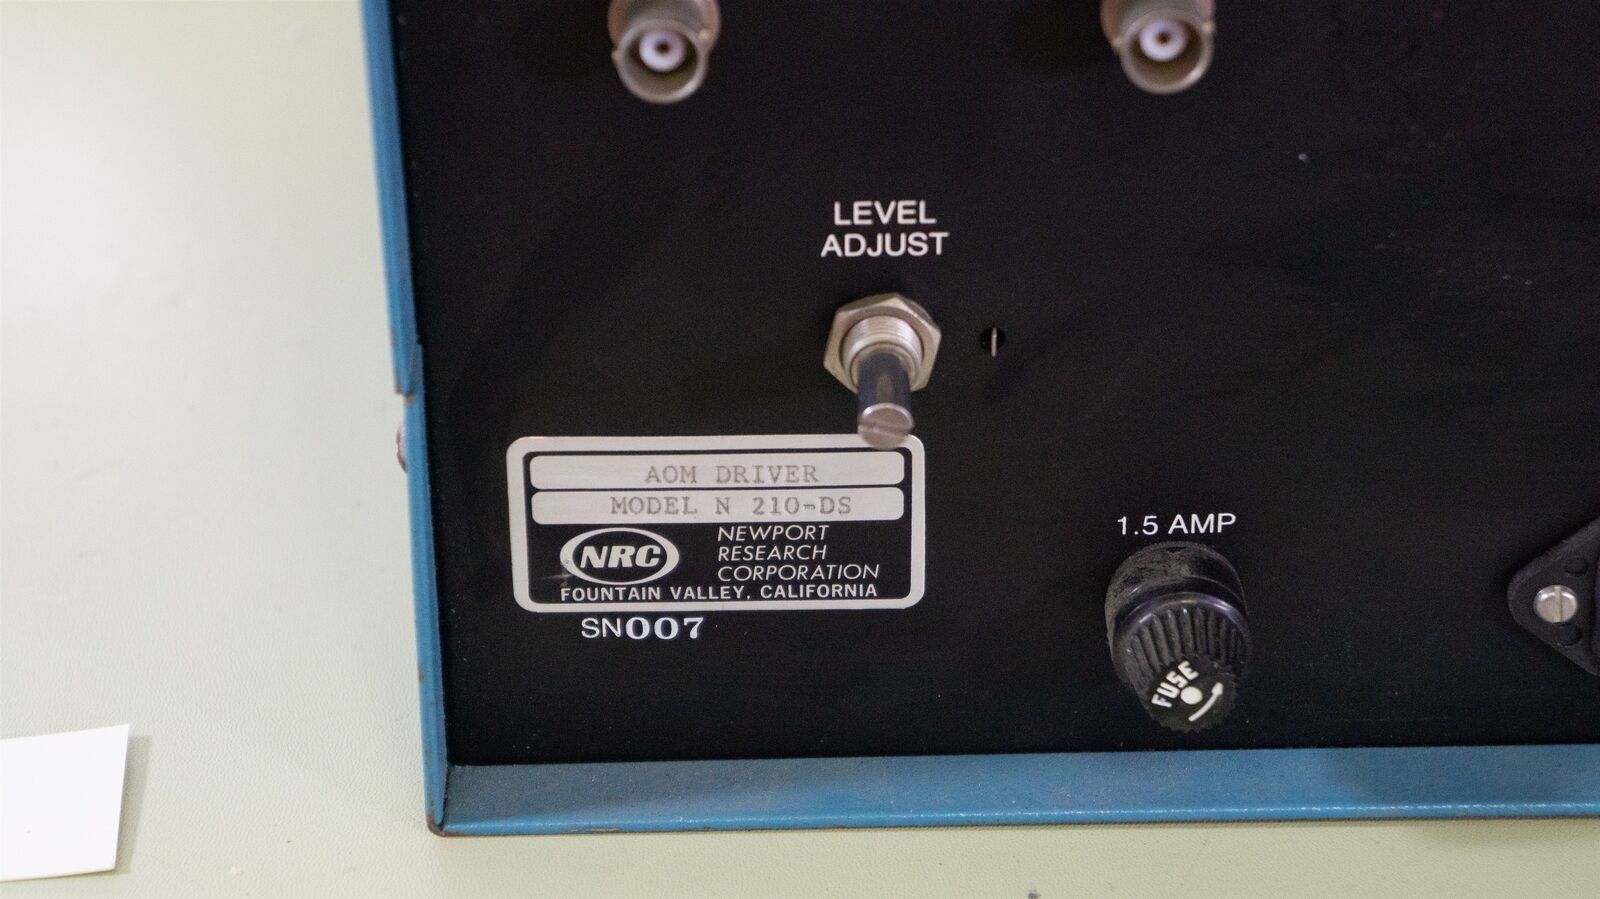 LEVEL
ADJUST
AOM DRIVER
MODEL N 210-DS
NRC
NEWPORT
RESEARCH
CORPORATION
FOUNTAIN VALLEY, CALIFORNIA
SN007
1.5 AMP
FUSE